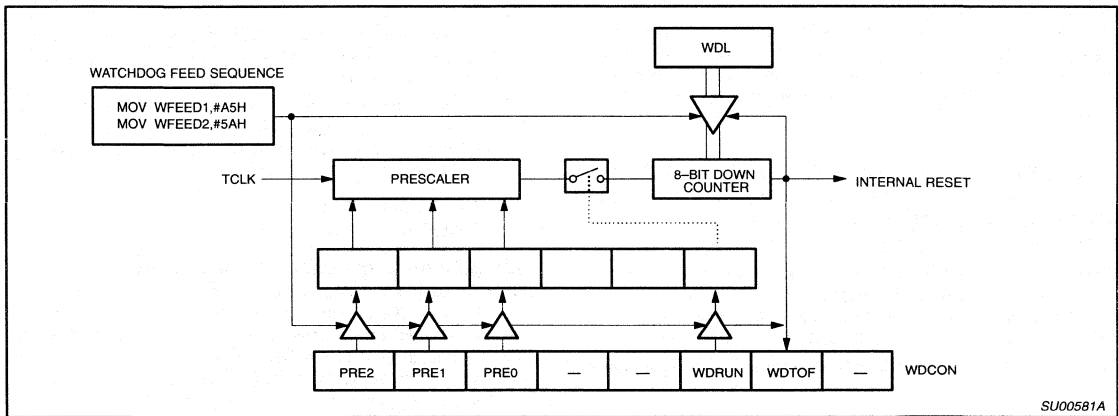 WDL
WATCHDOG FEED SEQUENCE
MOV WFEED1,#A5H
MOV WFEED2,#5AH
TCLK
PRESCALER
8–BIT DOWN
COUNTER
INTERNAL RESET
PRE2
PRE1
PRE0
—
—
WDRUN
WDTOF
—
WDCON
SU00581A